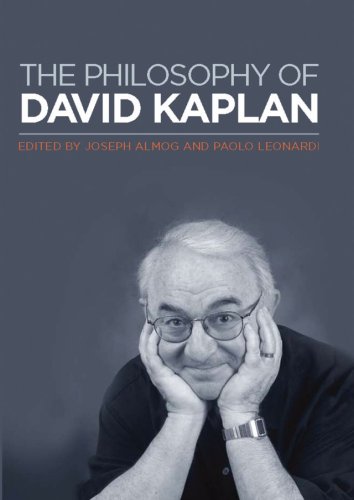 THE PHILOSOPHY OF
DAVID KAPLAN
EDITED BY JOSEPH ALMOG AND PAOLO LEONARDI